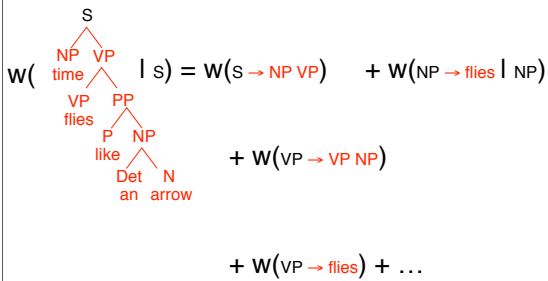 S
NP VP
time
w( | S) = w(S → NP VP) + w(NP → flies | NP)
VP PP
flies
P NP
like
+ w(VP → VP NP)
Det N
an arrow
+ w(VP → flies) + …